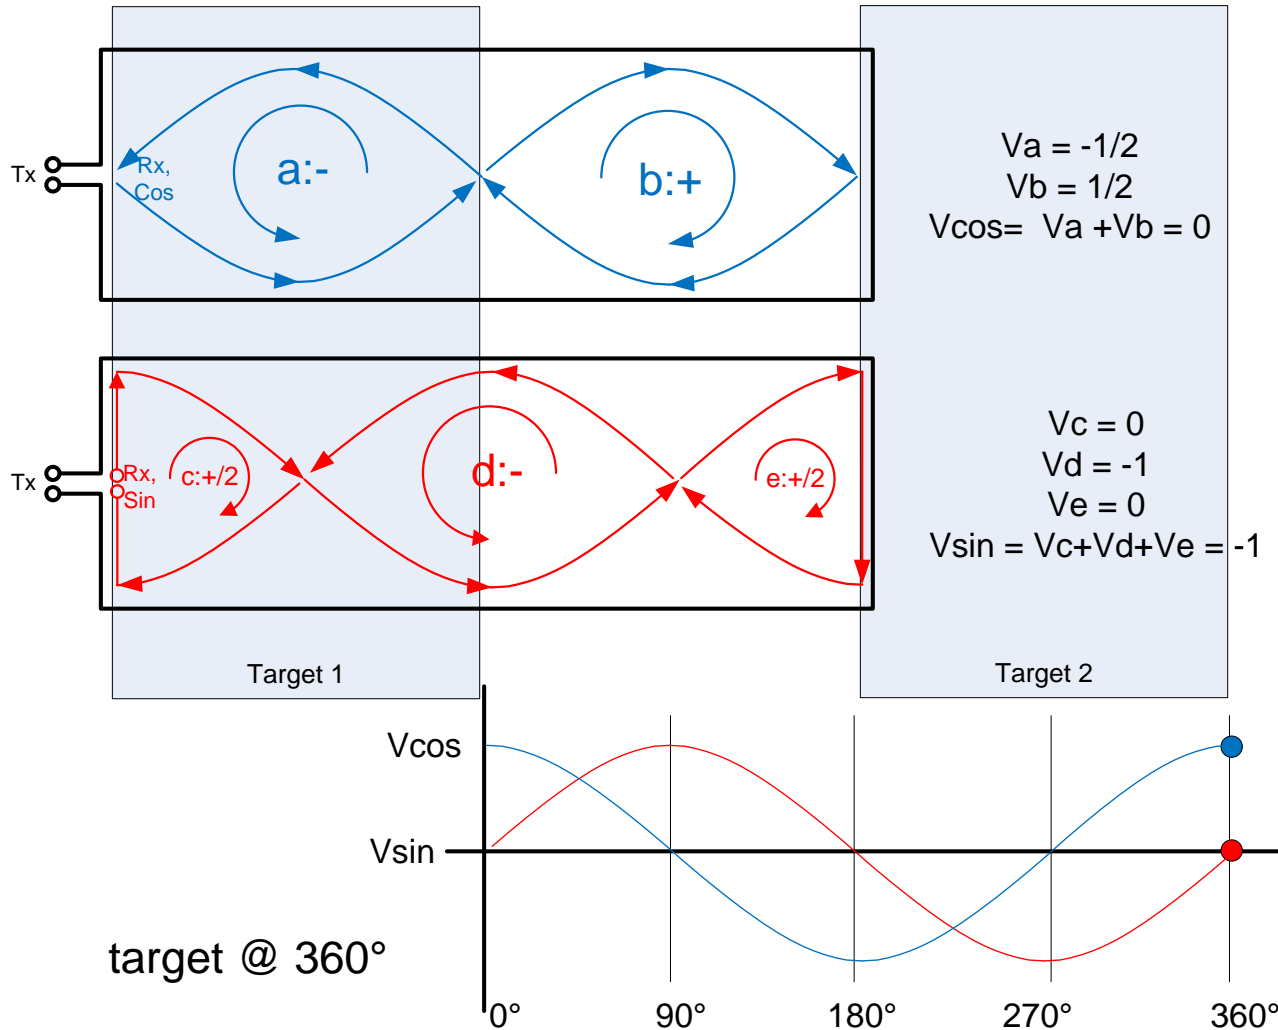 Tx
Rx,
Cos
a:-
b:+
Va = -1/2
Vb = 1/2
Vcos= Va +Vb = 0
Tx
Rx,
Sin
c:+/2
d:-
e:+/2
Vc = 0
Vd = -1
Ve = 0
Vsin = Vc+Vd+Ve = -1
Target 1
Target 2
Vcos
Vsin
target @ 360°
0°
90°
180°
270°
360°